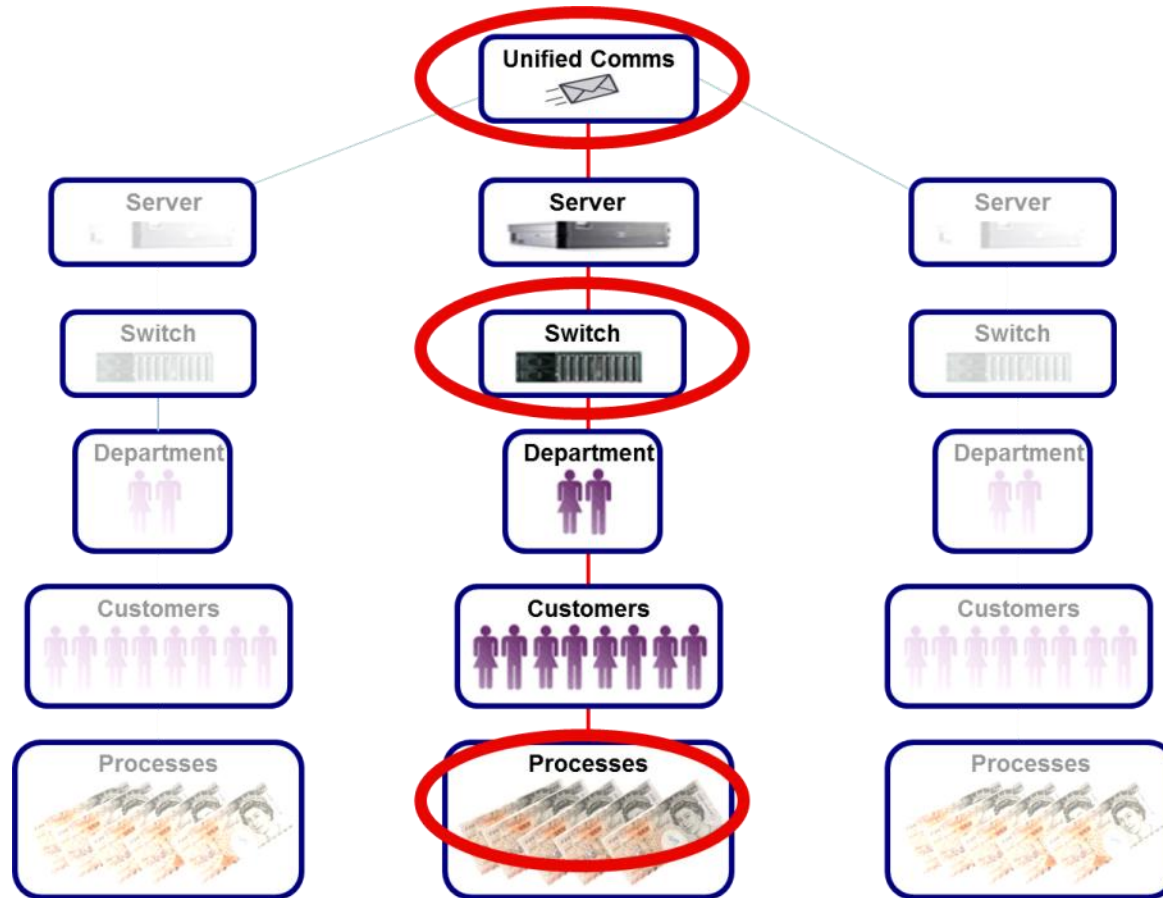 Unified Comms
Server
Server
Server
Switch
Switch
Switch
Department
Department
Department
Customers
Customers
Customers
Processes
Processes
Processes